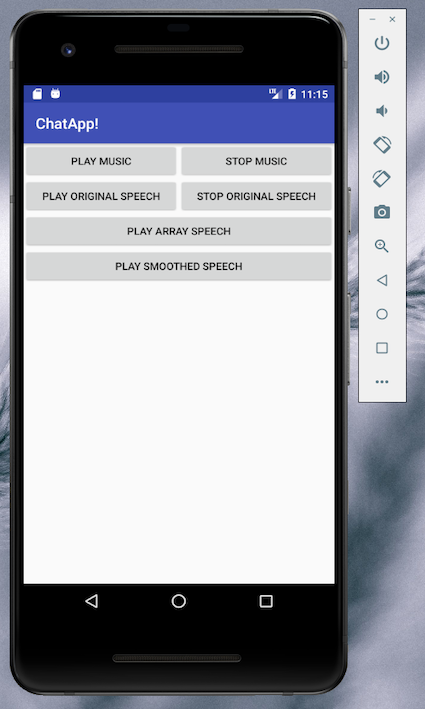 LTE 11:15
ChatApp!
PLAY MUSIC STOP MUSIC
PLAY ORIGINAL SPEECH STOP ORIGINAL SPEECH
PLAY ARRAY SPEECH
PLAY SMOOTHED SPEECH